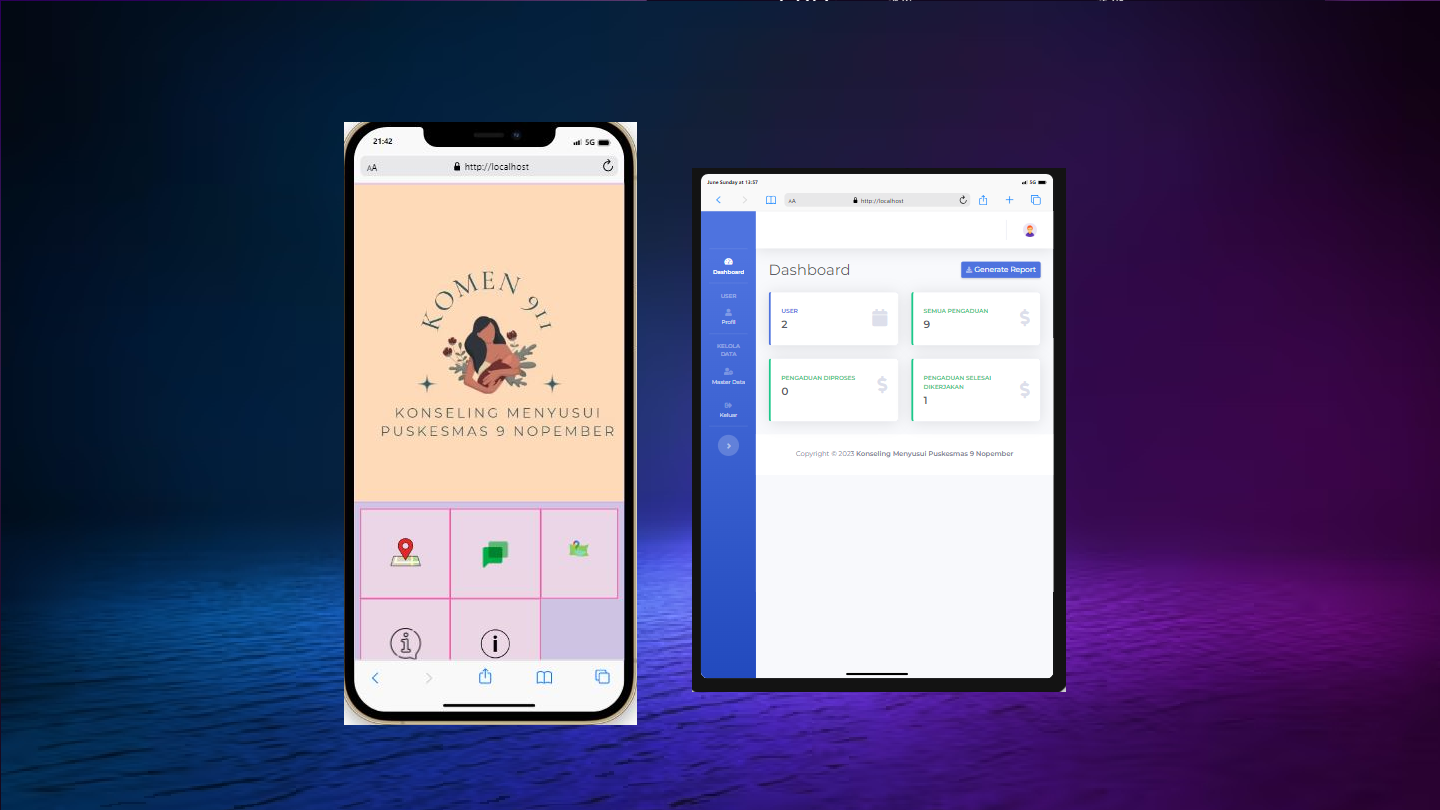 21:42
5G
AA
http://localhost
KOMEN 911
KONSELING MENYUSUI
PUSKESMAS 9 NOPEMBER
June Sunday at 13:57
5G
AA
http://localhost
Dashboard
USER
Profil
KELOLA
DATA
Master Data
Keluar
Dashboard
Generate Report
USER
2
SEMUA PENGADUAN
9
PENGADUAN DIPROSES
0
PENGADUAN SELESAI
DIKERJAKAN
1
Copyright © 2023 Konseling Menyusui Puskesmas 9 Nopember